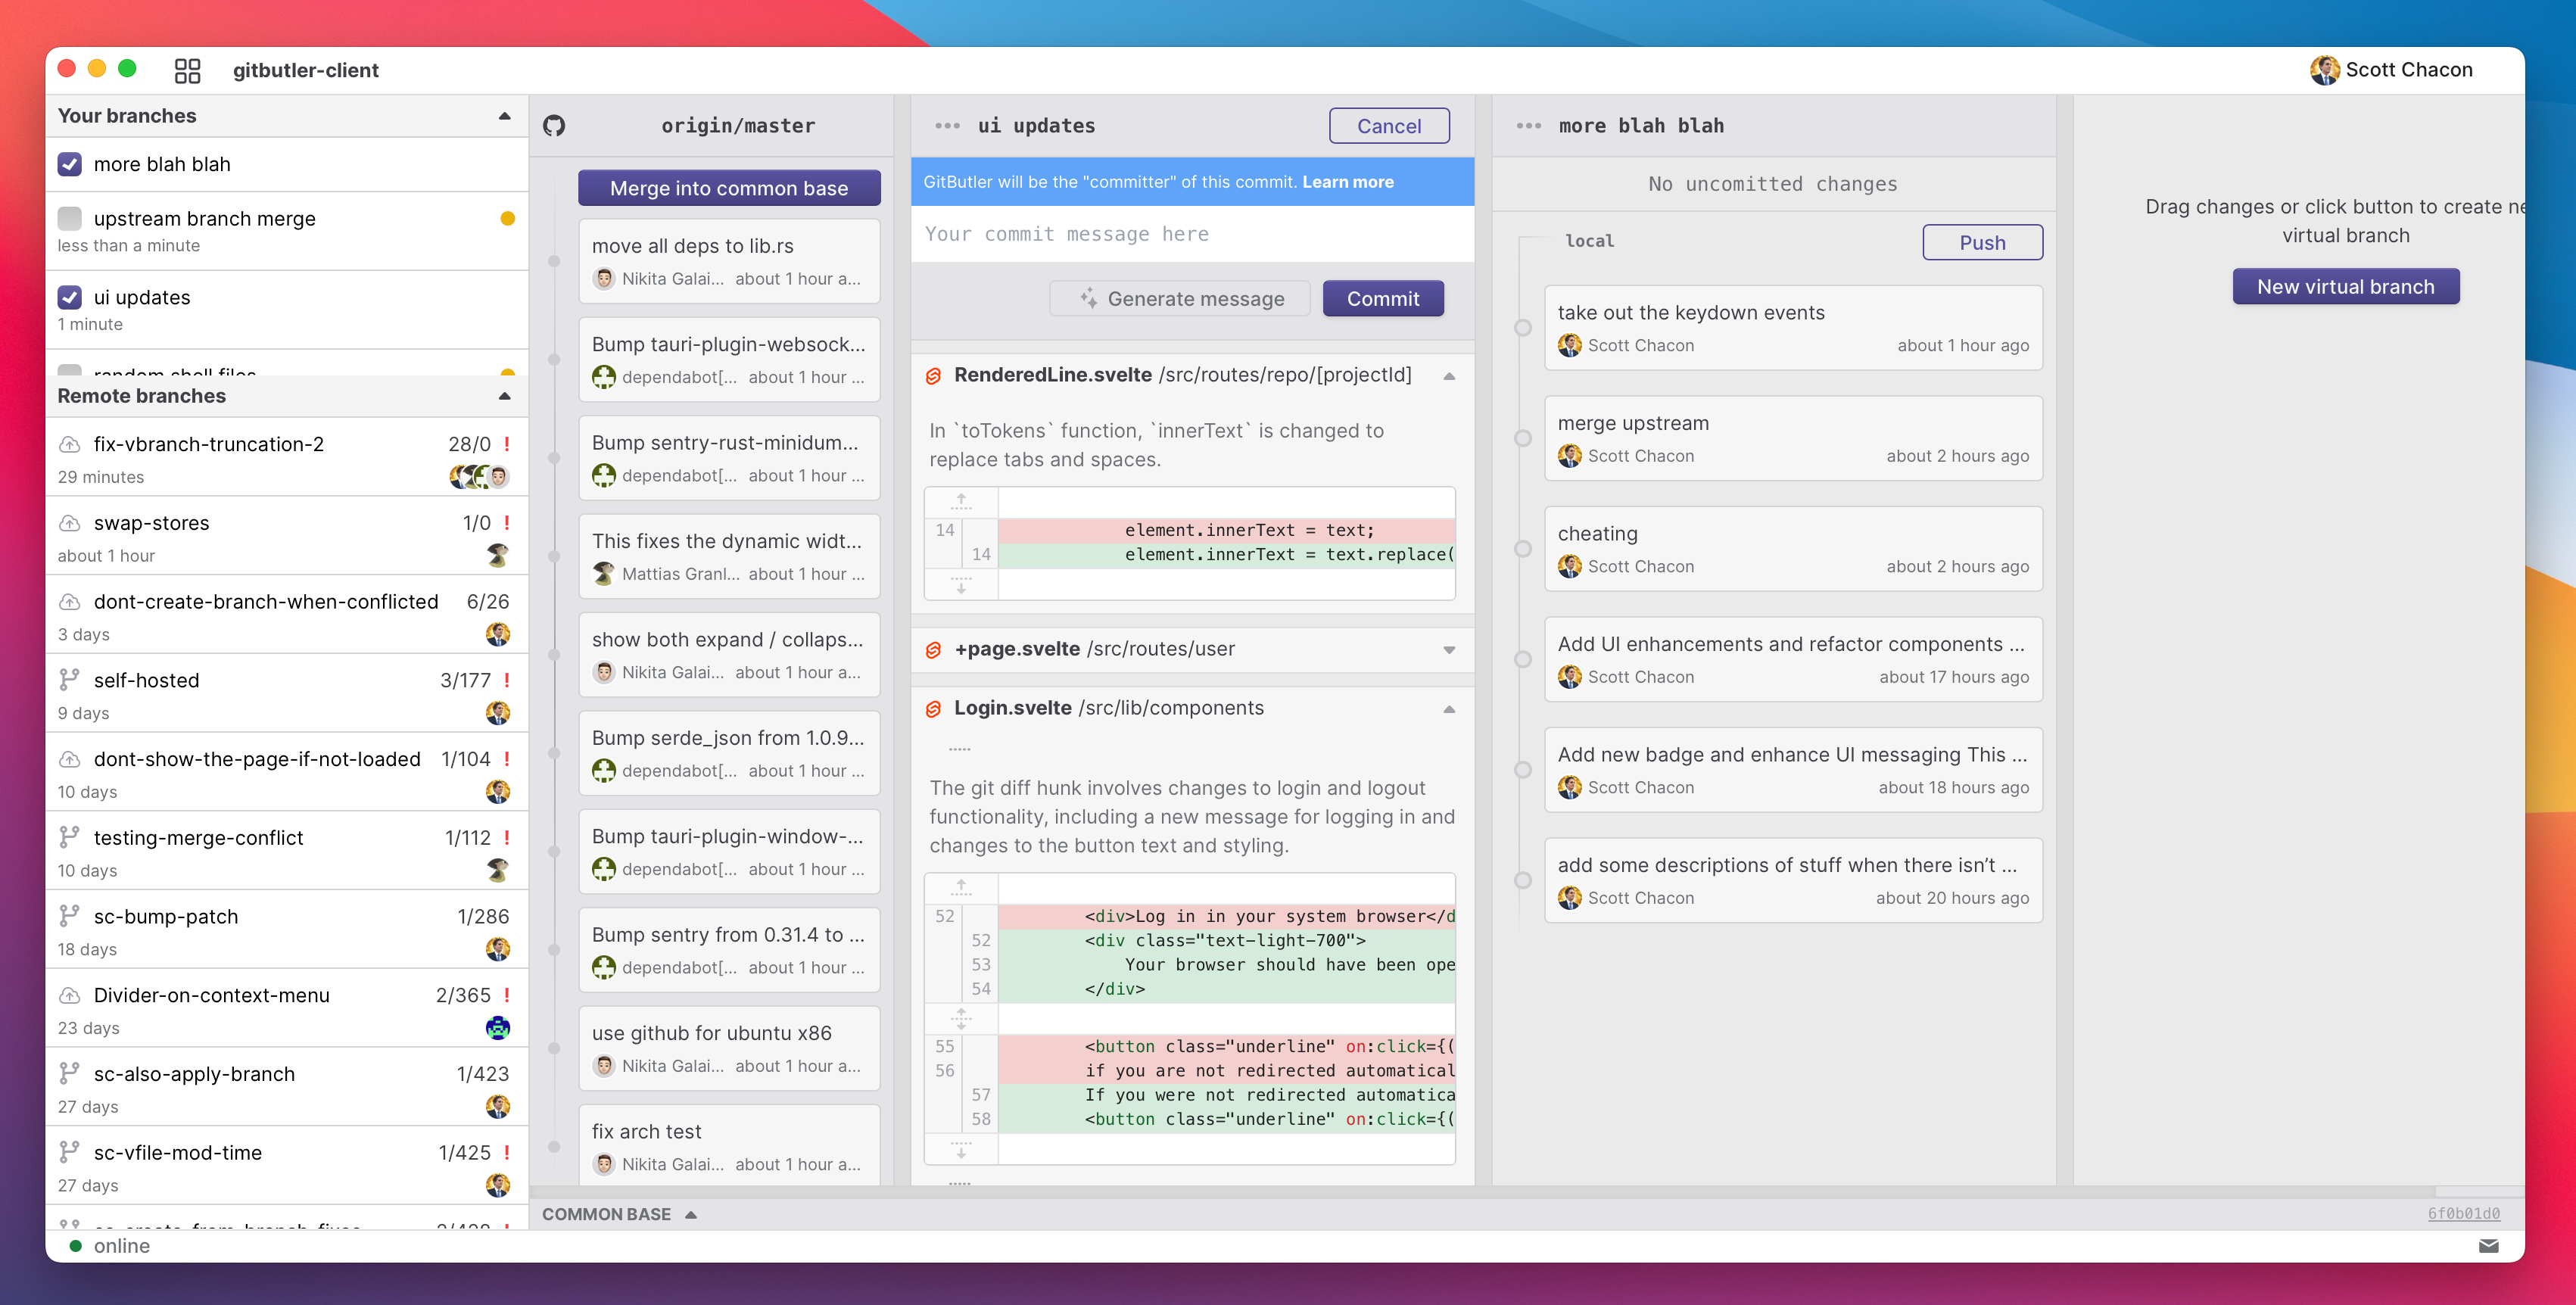 gitbutler-client
Scott Chacon
Your branches
more blah blah
upstream branch merge
less than a minute
ui updates
1 minute
random shell files
Remote branches
fix-vbranch-truncation-2 28/0 !
29 minutes
swap-stores 1/0 !
about 1 hour
dont-create-branch-when-conflicted 6/26
3 days
self-hosted 3/177 !
9 days
dont-show-the-page-if-not-loaded 1/104 !
10 days
testing-merge-conflict 1/112 !
10 days
sc-bump-patch 1/286
18 days
Divider-on-context-menu 2/365 !
23 days
sc-also-apply-branch 1/423
27 days
sc-vfile-mod-time 1/425 !
27 days
origin/master
Merge into common base
move all deps to lib.rs
Nikita Galai... about 1 hour a...
Bump tauri-plugin-websock...
dependabot[... about 1 hour ...
Bump sentry-rust-minidum...
dependabot[... about 1 hour ...
This fixes the dynamic widt...
Mattias Granl... about 1 hour ...
show both expand / collaps...
Nikita Galai... about 1 hour a...
Bump serde_json from 1.0.9...
dependabot[... about 1 hour ...
Bump tauri-plugin-window-...
dependabot[... about 1 hour ...
Bump sentry from 0.31.4 to ...
dependabot[... about 1 hour ...
use github for ubuntu x86
Nikita Galai... about 1 hour a...
fix arch test
Nikita Galai... about 1 hour a...
ui updates
Cancel
GitButler will be the "committer" of this commit. Learn more
Your commit message here
Generate message
Commit
RenderedLine.svelte /src/routes/repo/[projectId]
In `toTokens` function, `innerText` is changed to
replace tabs and spaces.
14 element.innerText = text;
14 element.innerText = text.replace(
+page.svelte /src/routes/user
Login.svelte /src/lib/components
The git diff hunk involves changes to login and logout
functionality, including a new message for logging in and
changes to the button text and styling.
52 <div>Log in in your system browser</d
52 <div class="text-light-700">
53 Your browser should have been ope
54 </div>
55 <button class="underline" on:click={(
56 if you are not redirected automatical
57 If you were not redirected automatica
58 <button class="underline" on:click={(
more blah blah
No uncomitted changes
local
Push
take out the keydown events
Scott Chacon about 1 hour ago
merge upstream
Scott Chacon about 2 hours ago
cheating
Scott Chacon about 2 hours ago
Add UI enhancements and refactor components ...
Scott Chacon about 17 hours ago
Add new badge and enhance UI messaging This ...
Scott Chacon about 18 hours ago
add some descriptions of stuff when there isn't ...
Scott Chacon about 20 hours ago
Drag changes or click button to create ne
virtual branch
New virtual branch
COMMON BASE
6f0b01d0
online